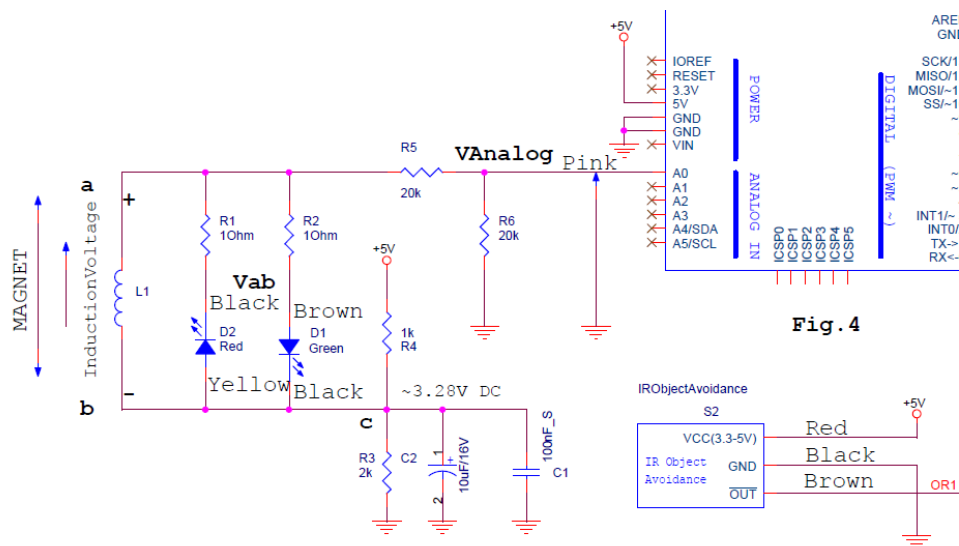 +5V
ARE
GN
IOREF
RESET
3.3V
5V
GND
GND
VIN
POWER
SCK/1
MISO/1
MOSI/~1
SS/~1
~
DIGITAL (PWM ~)
R5
20k
VAnalog
Pink
A0
A1
A2
A3
A4/SDA
A5/SCL
ANALOG IN
ICSP0
ICSP1
ICSP2
ICSP3
ICSP4
ICSP5
~
~
INT1/~
INT0/
TX->
RX<-
a
+
R1
1Ohm
R2
1Ohm
R6
20k
+5V
MAGNET
InductionVoltage
L1
Vab
Black
Brown
D2
Red
D1
Green
1k
R4
Fig.4
Yellow
Black
b
-
~3.28V DC
c
R3
2k
C2
1
+
2
10uF/16V
100nF_S
C1
IRObjectAvoidance
S2
+5V
VCC(3.3-5V)
Red
IR Object
Avoidance
GND
Black
OUT
Brown
OR1